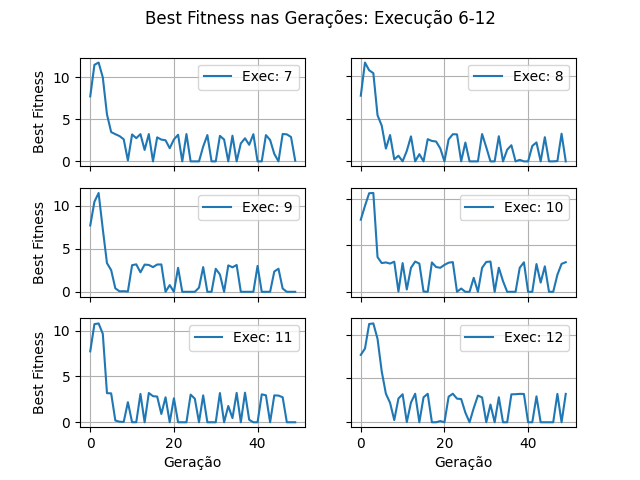 Best Fitness nas Gerações: Execução 6-12
Exec: 7
Exec: 8
10
5
0
Best Fitness
Exec: 9
Exec: 10
10
5
0
Best Fitness
Exec: 11
Exec: 12
10
5
0
Best Fitness
0 20 40
0 20 40
Geração
Geração